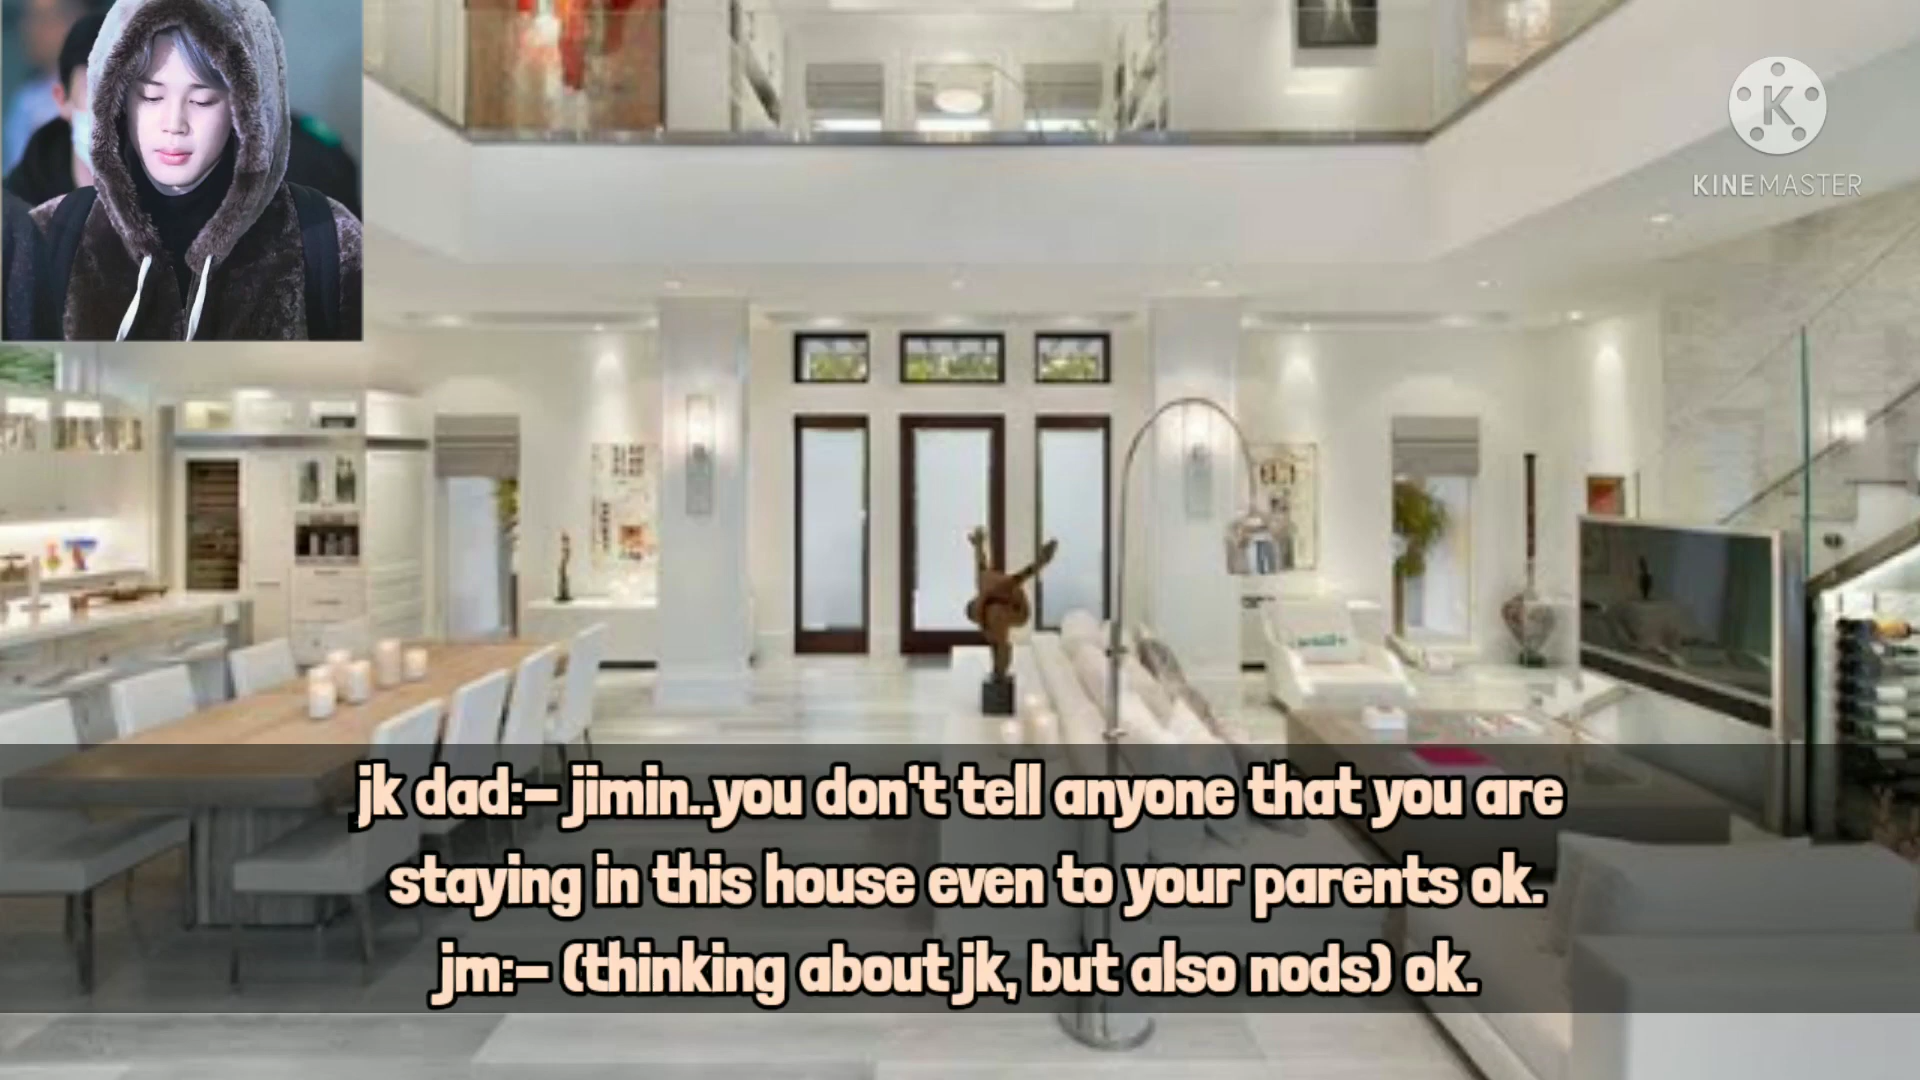 KINEMASTER
jk dad:- jimin..you don't tell anyone that you are
staying in this house even to your parents ok.
jm:- (thinking about jk, but also nods) ok.